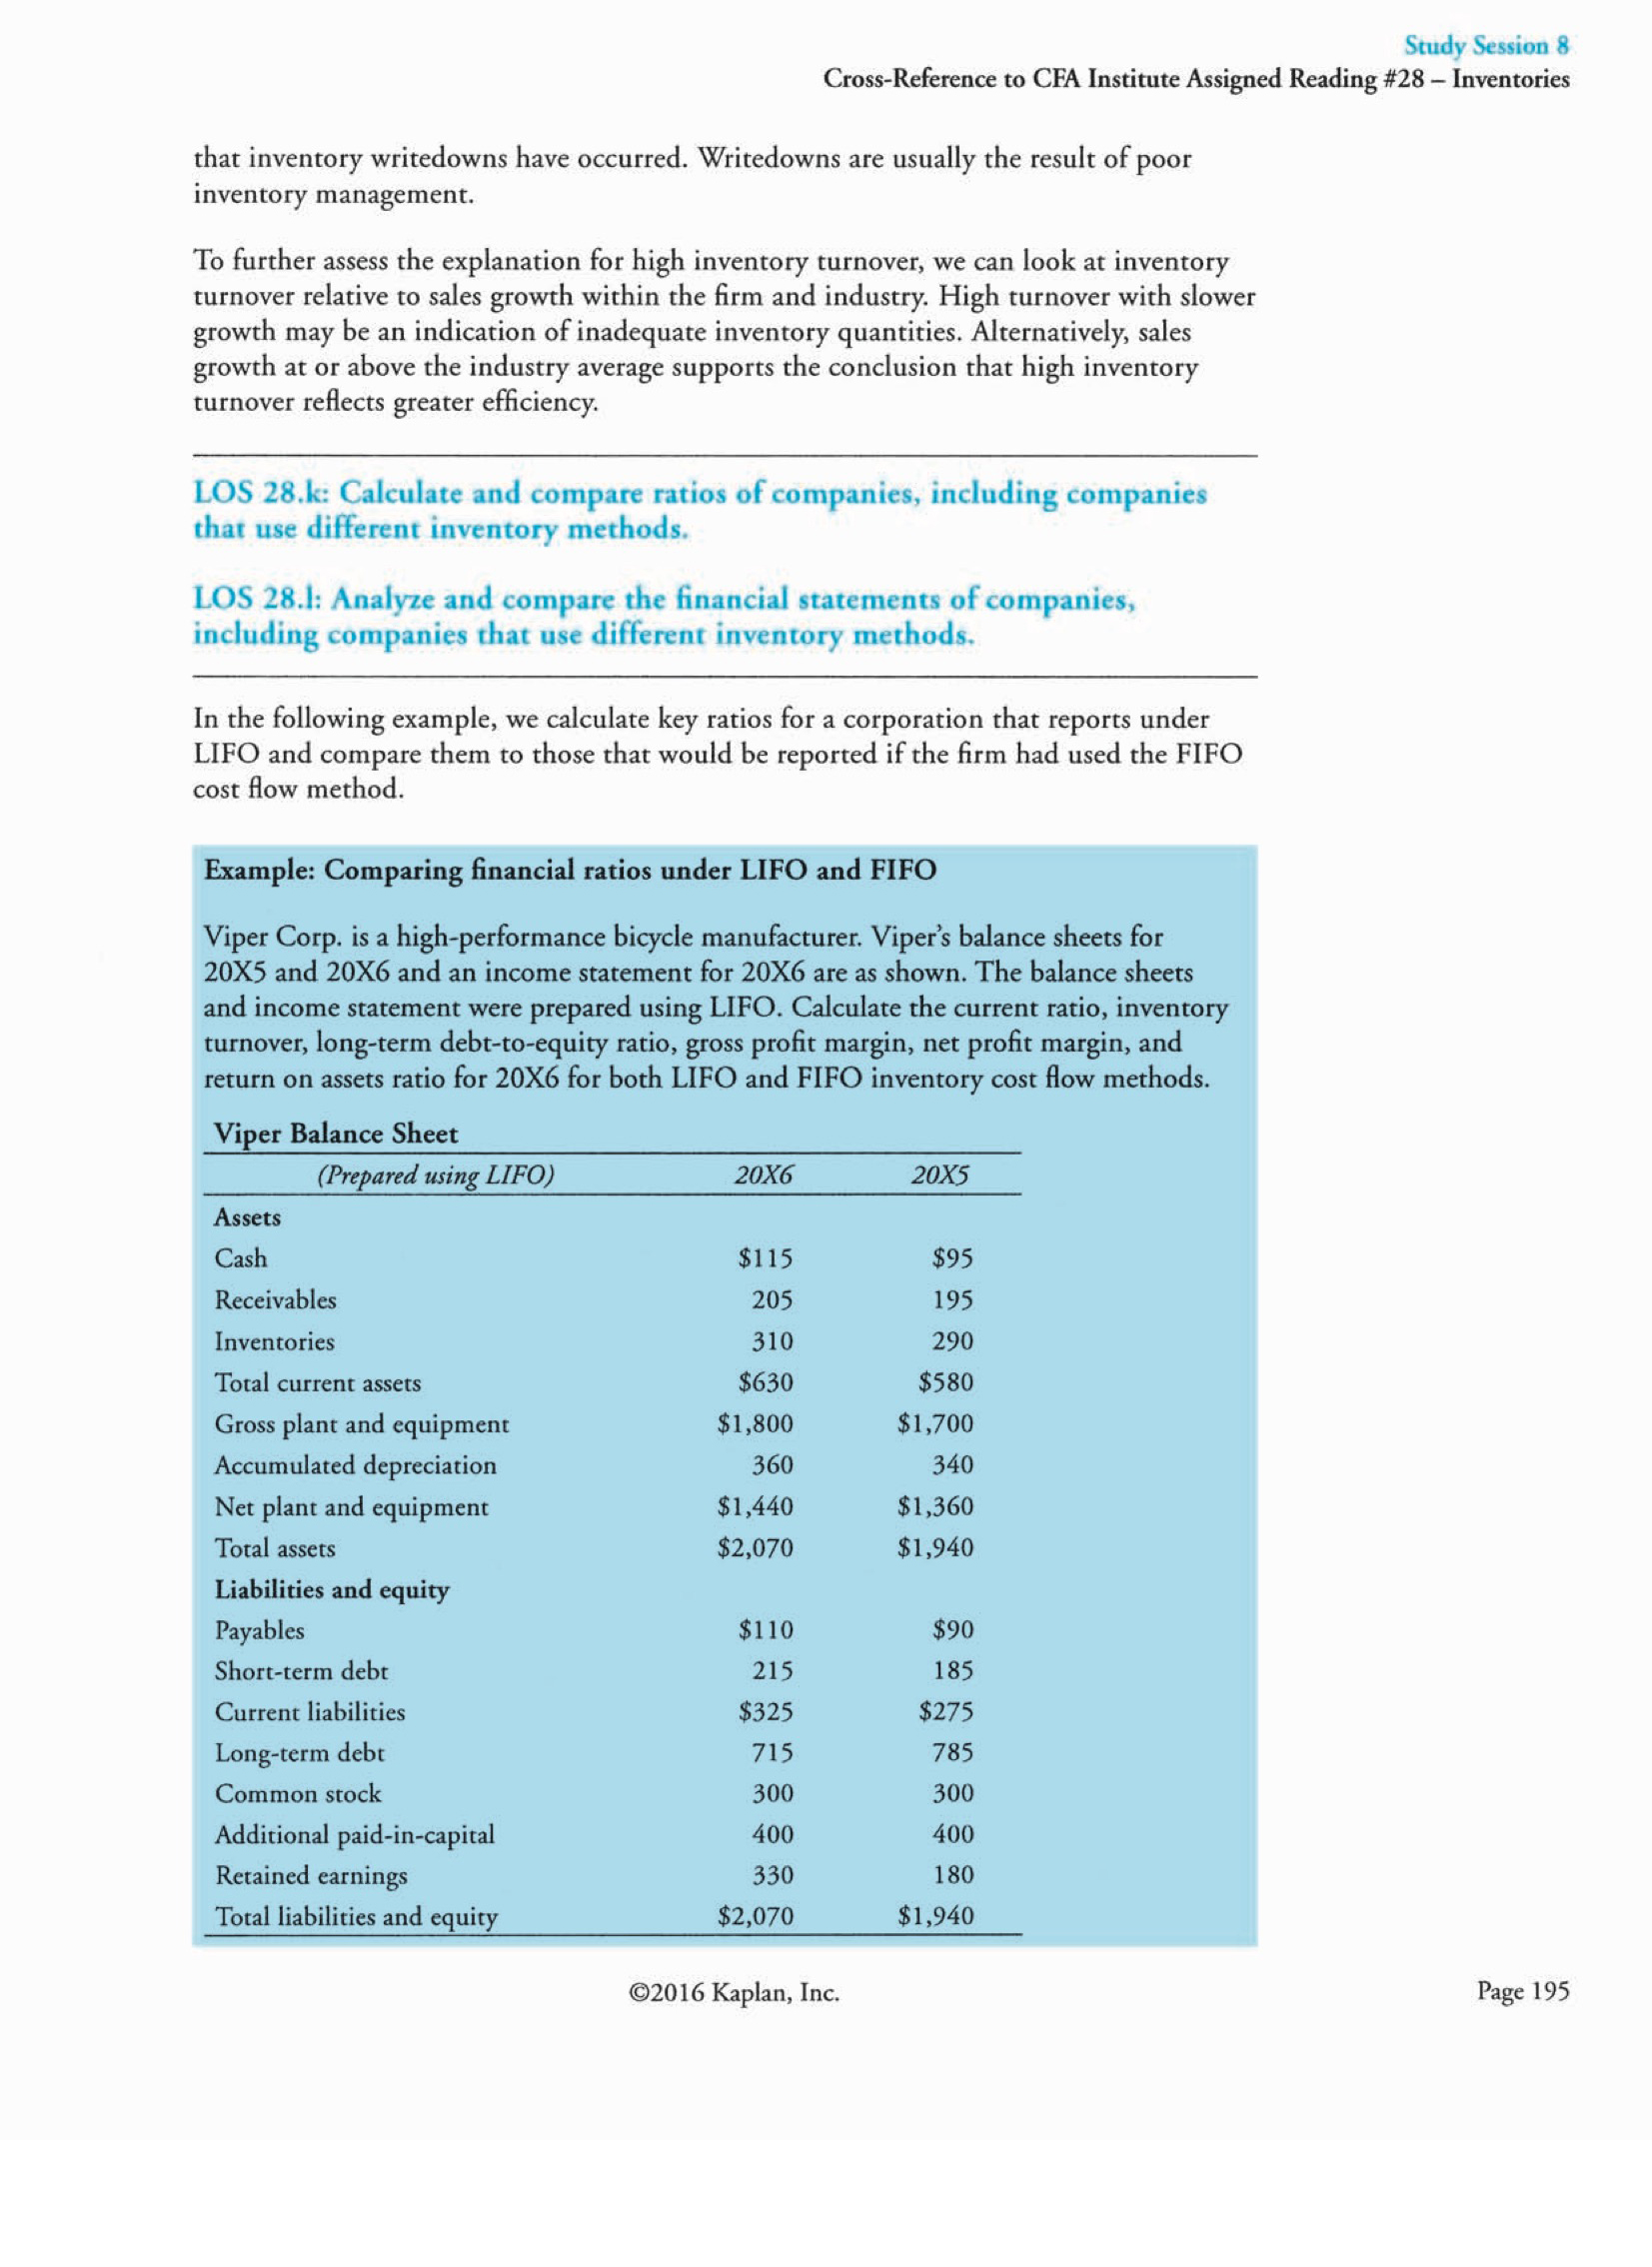 Study Session 8
Cross-Reference to CFA Institute Assigned Reading #28 – Inventories
that inventory writedowns have occurred. Writedowns are usually the result of poor
inventory management.
To further assess the explanation for high inventory turnover, we can look at inventory
turnover relative to sales growth within the firm and industry. High turnover with slower
growth may be an indication of inadequate inventory quantities. Alternatively, sales
growth at or above the industry average supports the conclusion that high inventory
turnover reflects greater efficiency.
LOS 28.k: Calculate and compare ratios of companies, including companies
that use different inventory methods.
LOS 28.l: Analyze and compare the financial statements of companies,
including companies that use different inventory methods.
In the following example, we calculate key ratios for a corporation that reports under
LIFO and compare them to those that would be reported if the firm had used the FIFO
cost flow method.
Example: Comparing financial ratios under LIFO and FIFO
Viper Corp. is a high-performance bicycle manufacturer. Viper's balance sheets for
20X5 and 20X6 and an income statement for 20X6 are as shown. The balance sheets
and income statement were prepared using LIFO. Calculate the current ratio, inventory
turnover, long-term debt-to-equity ratio, gross profit margin, net profit margin, and
return on assets ratio for 20X6 for both LIFO and FIFO inventory cost flow methods.
Viper Balance Sheet
(Prepared using LIFO) 20X6 20X5
Assets
Cash $115 $95
Receivables 205 195
Inventories 310 290
Total current assets $630 $580
Gross plant and equipment $1,800 $1,700
Accumulated depreciation 360 340
Net plant and equipment $1,440 $1,360
Total assets $2,070 $1,940
Liabilities and equity
Payables $110 $90
Short-term debt 215 185
Current liabilities $325 $275
Long-term debt 715 785
Common stock 300 300
Additional paid-in-capital 400 400
Retained earnings 330 180
Total liabilities and equity $2,070 $1,940
©2016 Kaplan, Inc.
Page 195